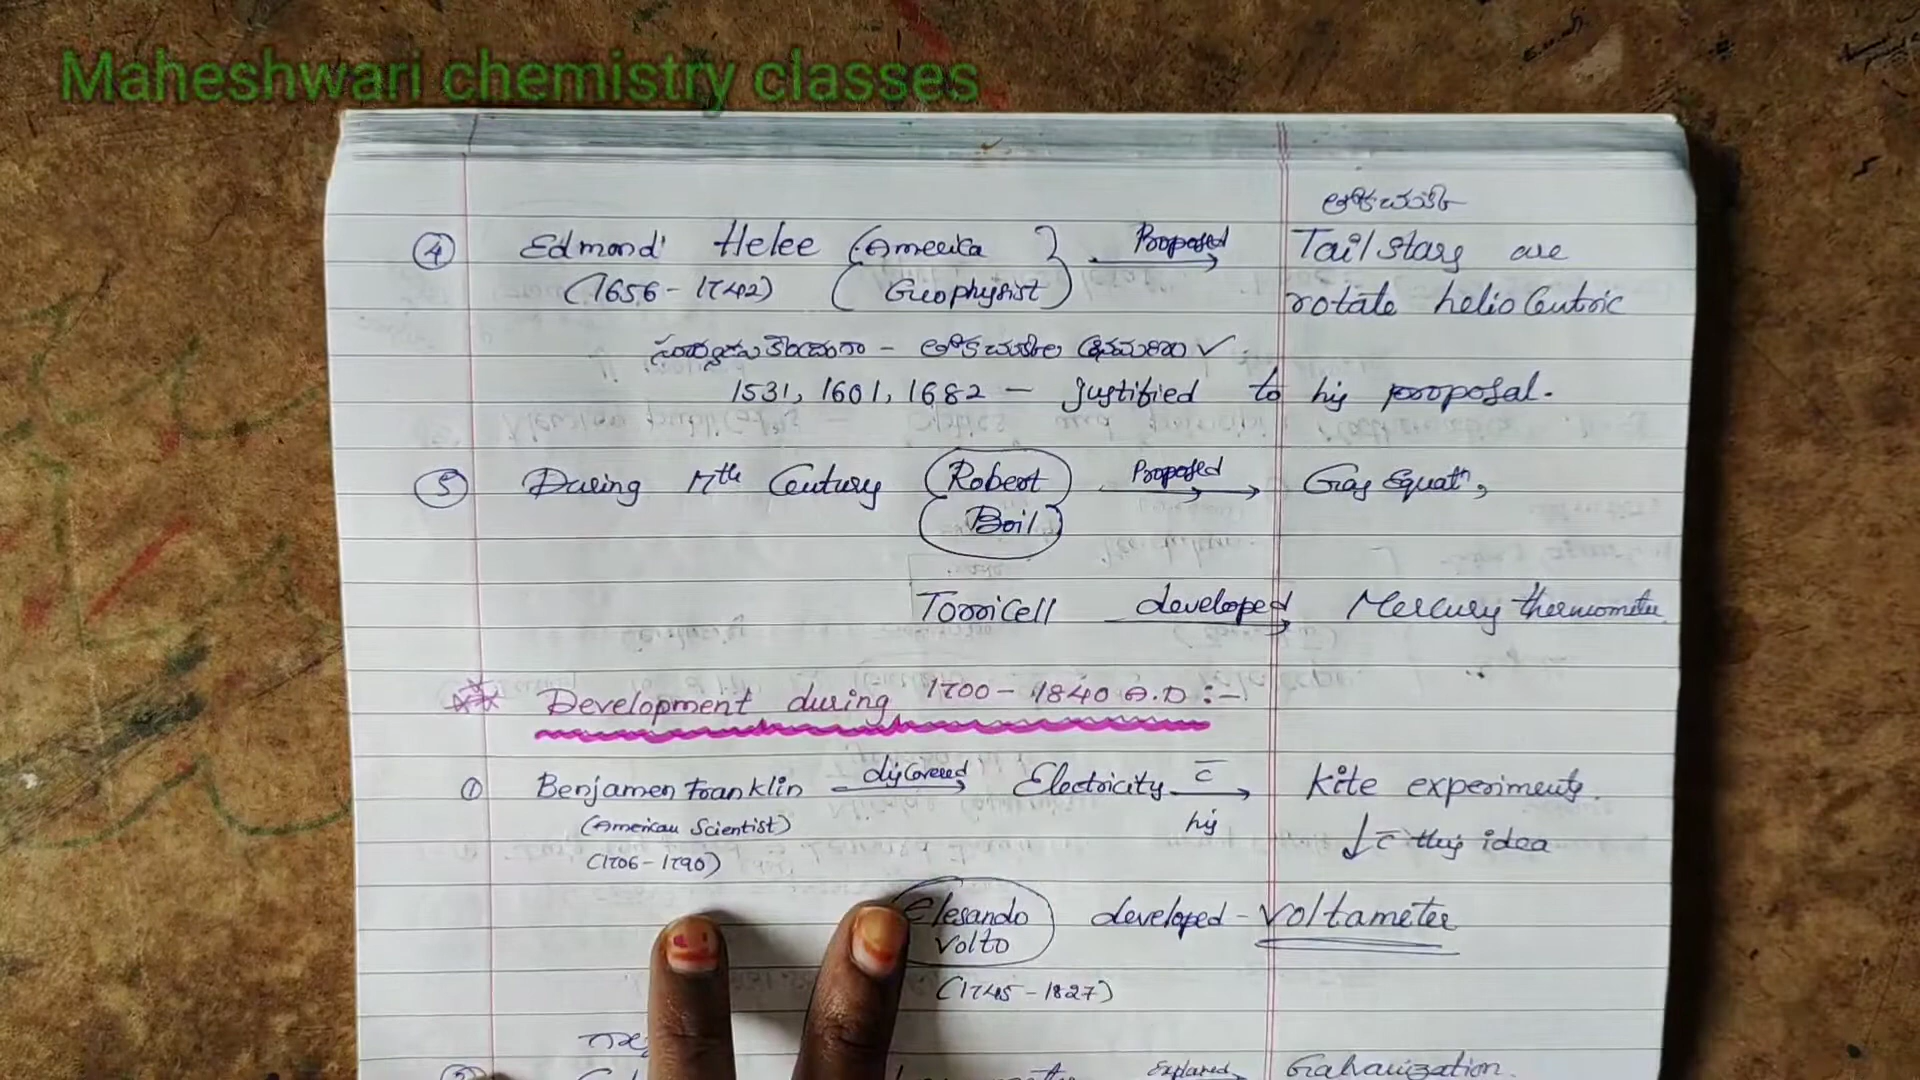 Maheshwari chemistry classes
④ Edmond Helee (America Geophysist) Proposed Tail stars are
(1656 - 1742) rotate heliocentric
1531, 1601, 1682 - justified to his proposal.
⑤ During 17th Century Robert Boil Proposed Gas Equatn,
Torricell developed Mercury thermometer
Development during 1700 - 1840 A.D :-
① Benjamen Franklin discovered Electricity c̅ his Kite experiments.
(American Scientist) ↓ c̅ this idea
(1706-1790)
Elesando Volto developed - Voltameter
(1745 - 1827)
Explained Galvanization.